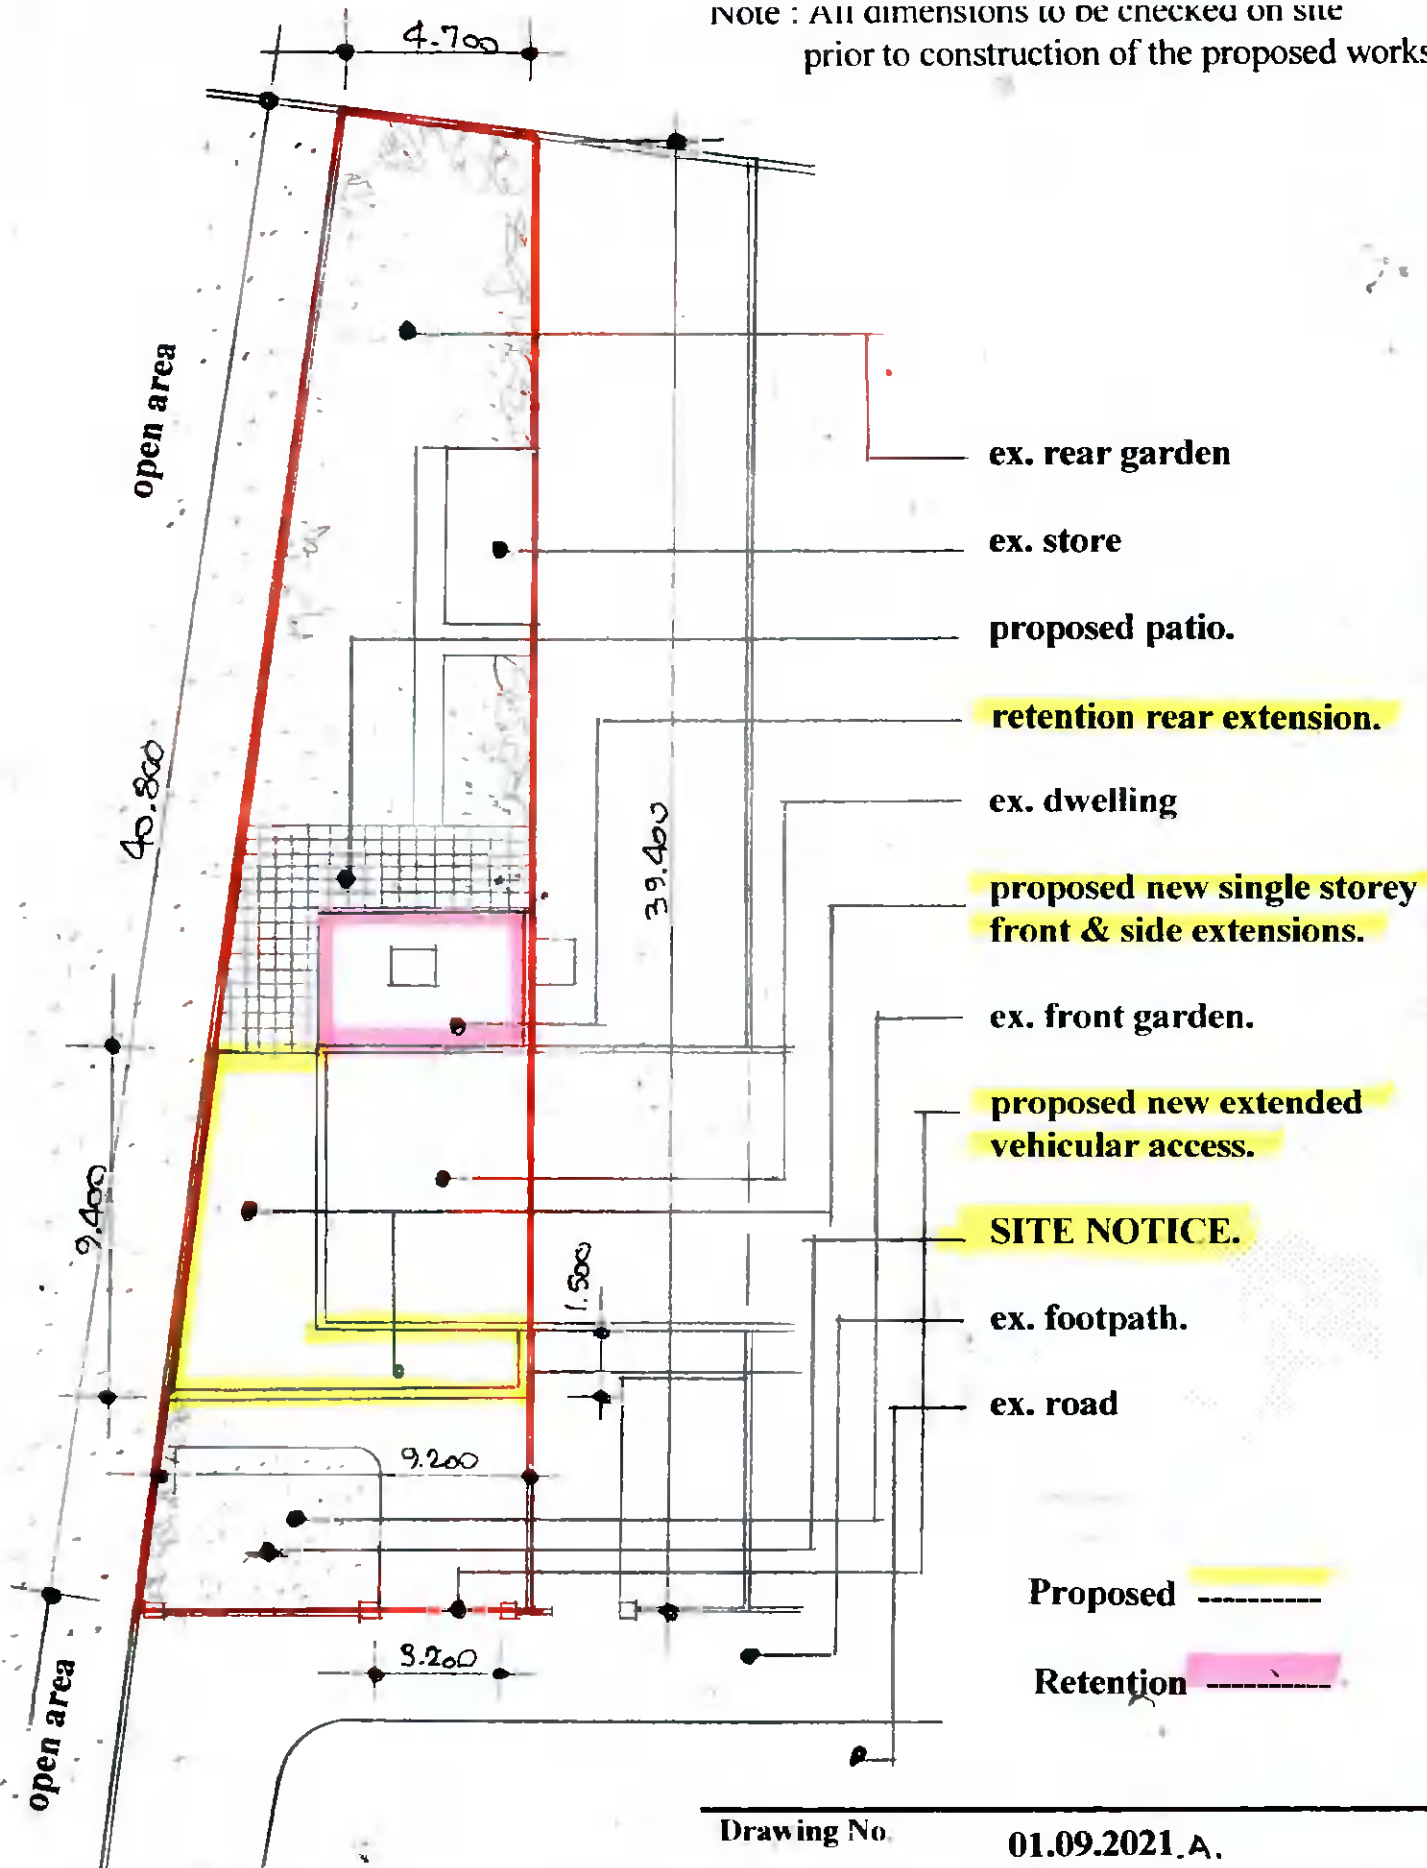 Note : All dimensions to be checked on site
prior to construction of the proposed works
4.700
open area
ex. rear garden
ex. store
proposed patio.
retention rear extension.
40.800
39.400
ex. dwelling
proposed new single storey
front & side extensions.
ex. front garden.
proposed new extended
vehicular access.
9.400
SITE NOTICE.
1.500
ex. footpath.
ex. road
9.200
Proposed
3.200
Retention
open area
Drawing No.
01.09.2021.A.